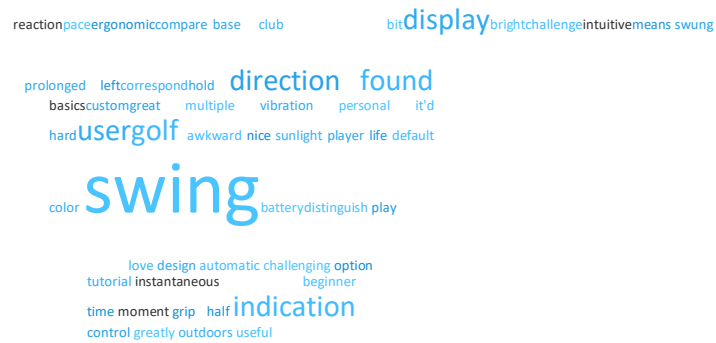 reaction pace ergonomic compare base club bit display bright challenge intuitive means swung
prolonged left correspond hold direction found
basics custom great multiple vibration personal it'd
hard user golf awkward nice sunlight player life default
color swing battery distinguish play
love design automatic challenging option
tutorial instantaneous beginner
time moment grip half indication
control greatly outdoors useful